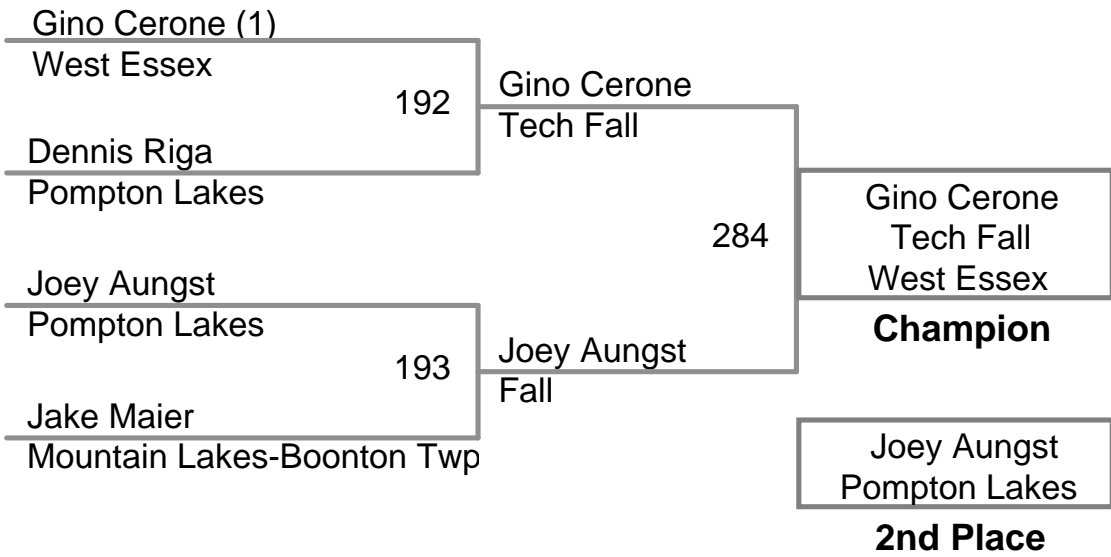 Gino Cerone (1)
West Essex
192
Dennis Riga
Pompton Lakes
Joey Aungst
Pompton Lakes
193
Jake Maier
Mountain Lakes-Boonton Twp
Gino Cerone
Tech Fall
284
Joey Aungst
Fall
Gino Cerone
Tech Fall
West Essex
Champion
Joey Aungst
Pompton Lakes
2nd Place